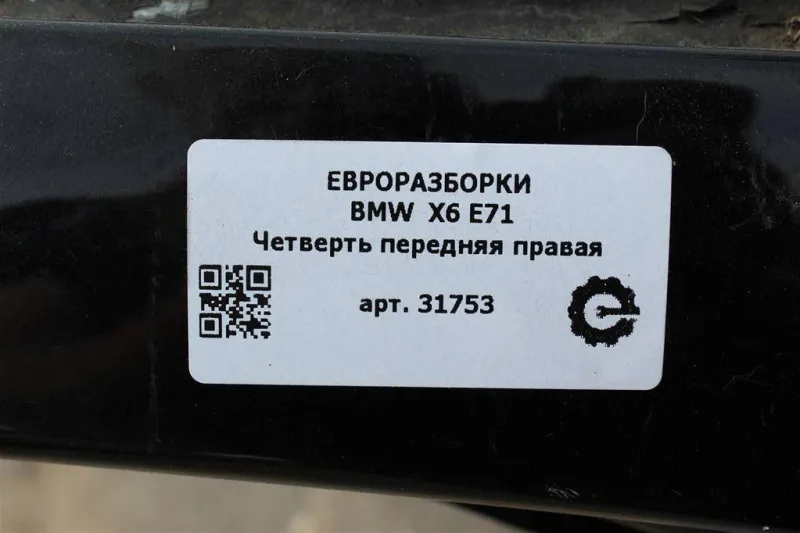 ЕВРОРАЗБОРКИ
BMW X6 E71
Четверть передняя правая
арт. 31753